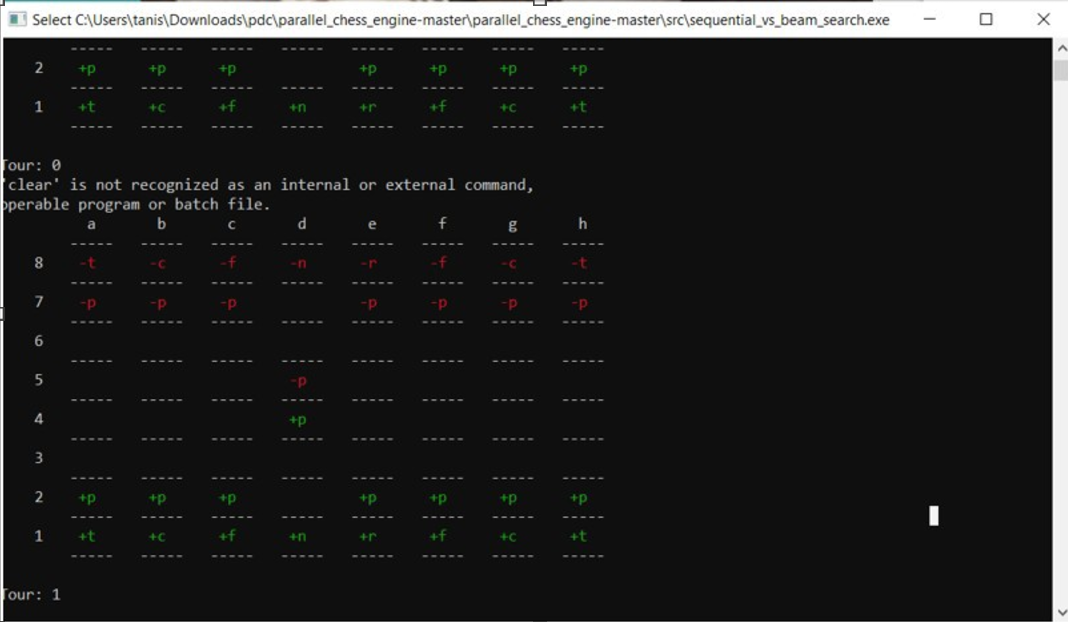 Select C:\Users\tanis\Downloads\pdc\parallel_chess_engine-master\parallel_chess_engine-master\src\sequential_vs_beam_search.exe
----- ----- ----- ----- ----- ----- ----- -----
2 +p +p +p +p +p +p +p
----- ----- ----- ----- ----- ----- ----- -----
1 +t +c +f +n +r +f +c +t
----- ----- ----- ----- ----- ----- ----- -----
Tour: 0
'clear' is not recognized as an internal or external command,
operable program or batch file.
a b c d e f g h
----- ----- ----- ----- ----- ----- ----- -----
8 -t -c -f -n -r -f -c -t
----- ----- ----- ----- ----- ----- ----- -----
7 -p -p -p -p -p -p -p
----- ----- ----- ----- ----- ----- ----- -----
6
----- ----- ----- ----- ----- ----- ----- -----
5 -p
----- ----- ----- ----- ----- ----- ----- -----
4 +p
----- ----- ----- ----- ----- ----- ----- -----
3
----- ----- ----- ----- ----- ----- ----- -----
2 +p +p +p +p +p +p +p
----- ----- ----- ----- ----- ----- ----- -----
1 +t +c +f +n +r +f +c +t
----- ----- ----- ----- ----- ----- ----- -----
Tour: 1